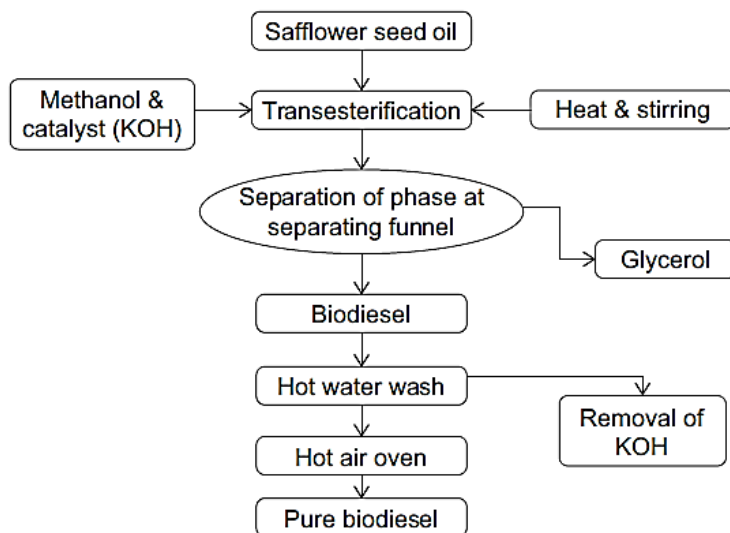 Safflower seed oil
Methanol &
catalyst (KOH)
Transesterification
Heat & stirring
Separation of phase at
separating funnel
Glycerol
Biodiesel
Hot water wash
Removal of
KOH
Hot air oven
Pure biodiesel